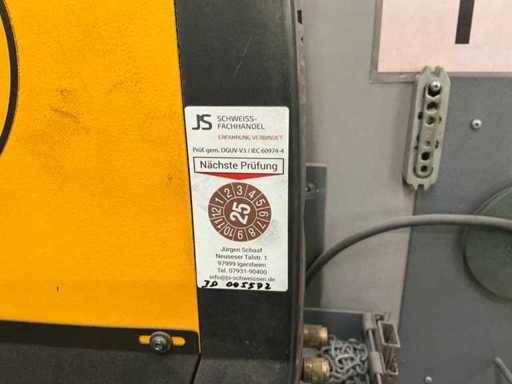 JS SCHWEISS-
FACHHANDEL
ERFAHRUNG VERBINDET
Prüf. gem. DGUV-V3 / IEC 60974-4
Nächste Prüfung
1 2 3 4 5 6 7 8 9 10 11 12
25
Jürgen Schaaf
Neuseser Talstr. 1
97999 Igersheim
Tel. 07931-90400
info@js-schweissen.de
JD 005592